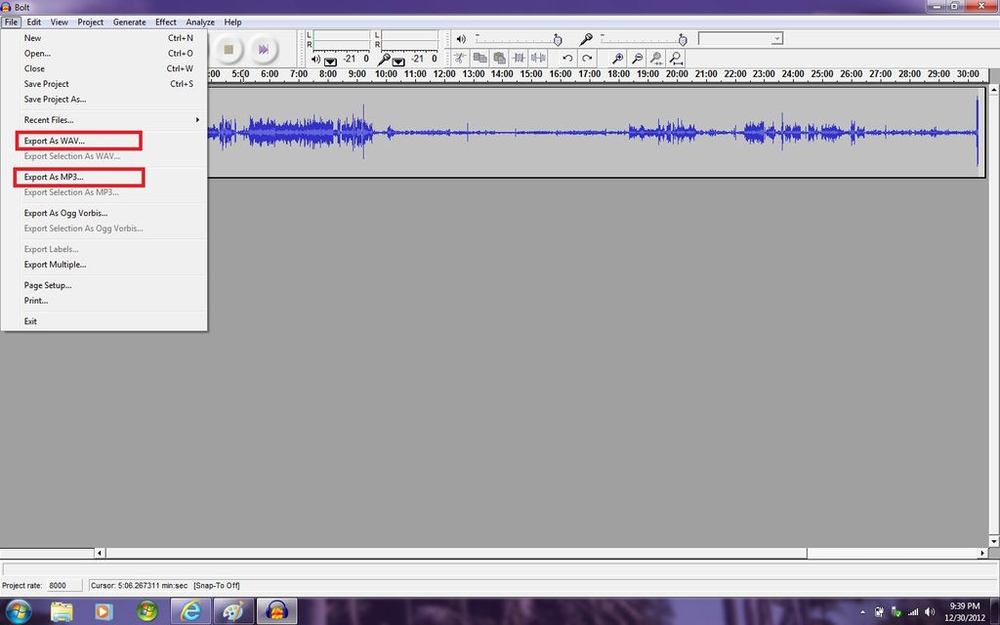 Bolt
File Edit View Project Generate Effect Analyze Help
New Ctrl+N
Open... Ctrl+O
Close Ctrl+W
Save Project Ctrl+S
Save Project As...
Recent Files...
Export As WAV...
Export Selection As WAV...
Export As MP3...
Export Selection As MP3...
Export As Ogg Vorbis...
Export Selection As Ogg Vorbis...
Export Labels...
Export Multiple...
Page Setup...
Print...
Exit
L L
R R
-21 0 -21 0
:00 5:00 6:00 7:00 8:00 9:00 10:00 11:00 12:00 13:00 14:00 15:00 16:00 17:00 18:00 19:00 20:00 21:00 22:00 23:00 24:00 25:00 26:00 27:00 28:00 29:00 30:00
Project rate: 8000 Cursor: 5:06.267311 min:sec [Snap-To Off]
9:39 PM
12/30/2012